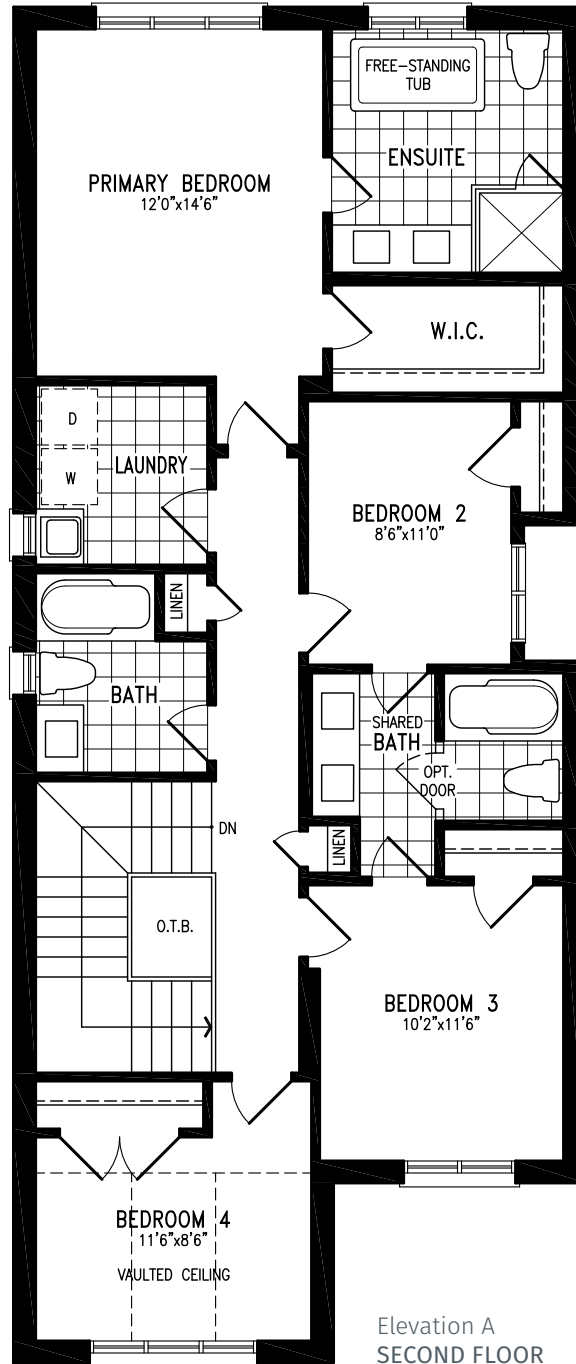 FREE-STANDING
TUB
ENSUITE
PRIMARY BEDROOM
12'0"x14'6"
W.I.C.
D
W
LAUNDRY
BEDROOM 2
8'6"x11'0"
LINEN
BATH
SHARED
BATH
OPT.
DOOR
DN
LINEN
O.T.B.
BEDROOM 3
10'2"x11'6"
BEDROOM 4
11'6"x8'6"
VAULTED CEILING
Elevation A
SECOND FLOOR